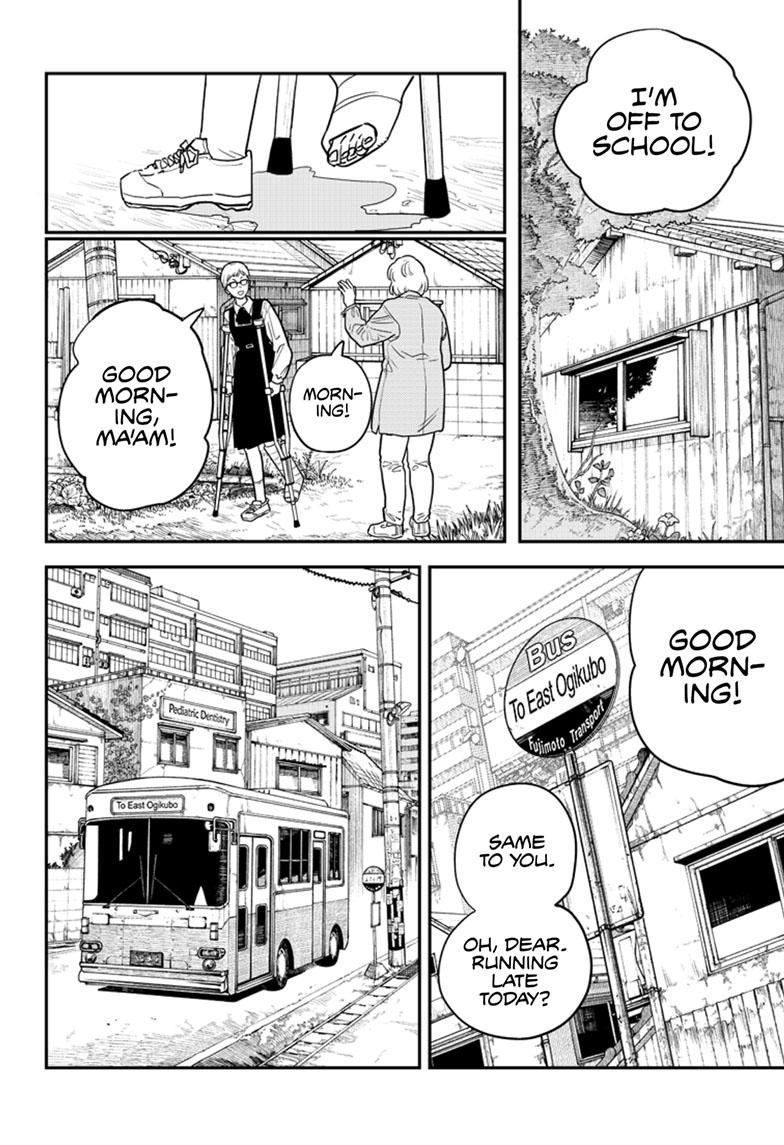 I'M
OFF TO
SCHOOL!
MORN-
ING!
GOOD
MORN-
ING,
MA'AM!
GOOD
MORN-
ING!
Bus
To East Ogikubo
Fujimoto Transport
SAME
TO YOU.
OH, DEAR.
RUNNING
LATE
TODAY?
Pediatric Dentistry
To East Ogikubo